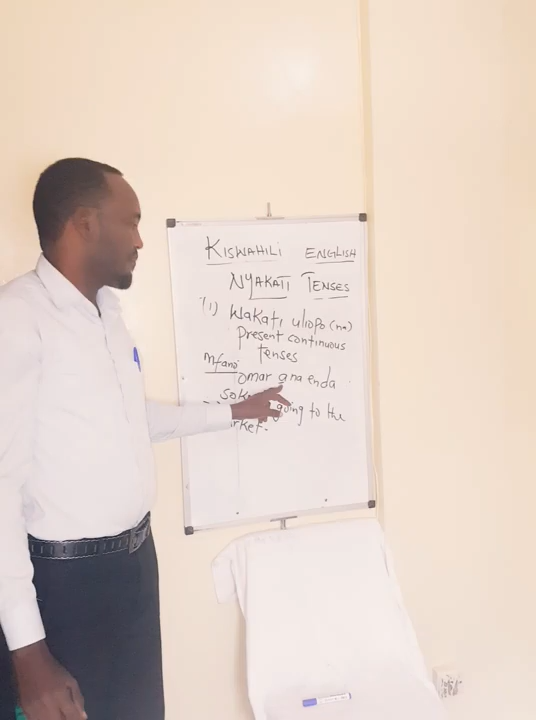 KISWAHILI ENGLISH
NYAKATI TENSES
(1) Wakati uliopo (na)
Present continuous
tenses
Mfano
Omar ana enda
going to the